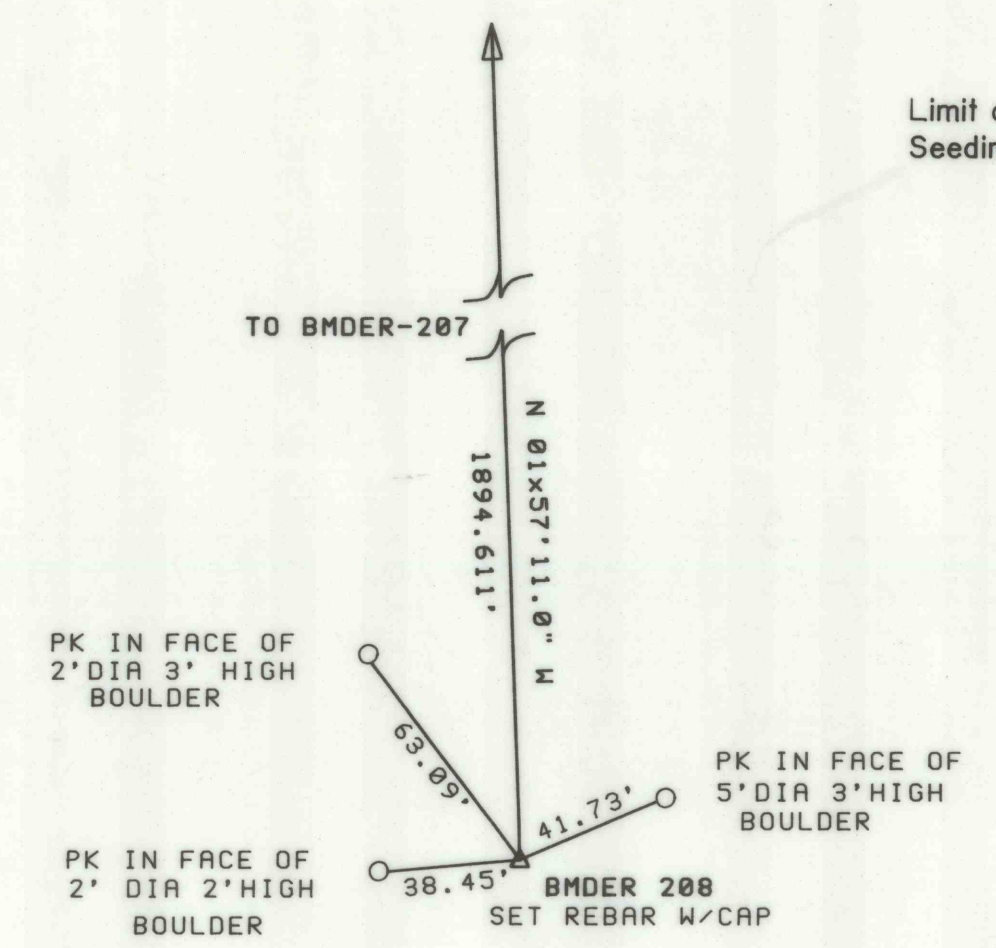 Limit
Seedin
TO BMDER-207
N 01x57'11.0" W
1894.611'
PK IN FACE OF
2'DIA 3' HIGH
BOULDER
63.09'
PK IN FACE OF
5'DIA 3'HIGH
BOULDER
41.73'
PK IN FACE OF
2' DIA 2'HIGH
BOULDER
38.45'
BMDER 208
SET REBAR W/CAP